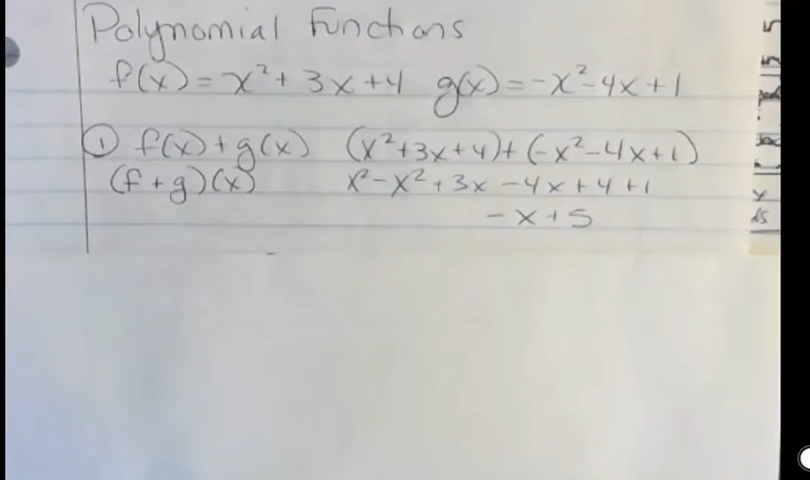 Polynomial Functions
f(x) = x² + 3x + 4 g(x) = -x² - 4x + 1
① f(x) + g(x) (x² + 3x + 4) + (-x² - 4x + 1)
(f + g)(x) x² - x² + 3x - 4x + 4 + 1
- x + 5